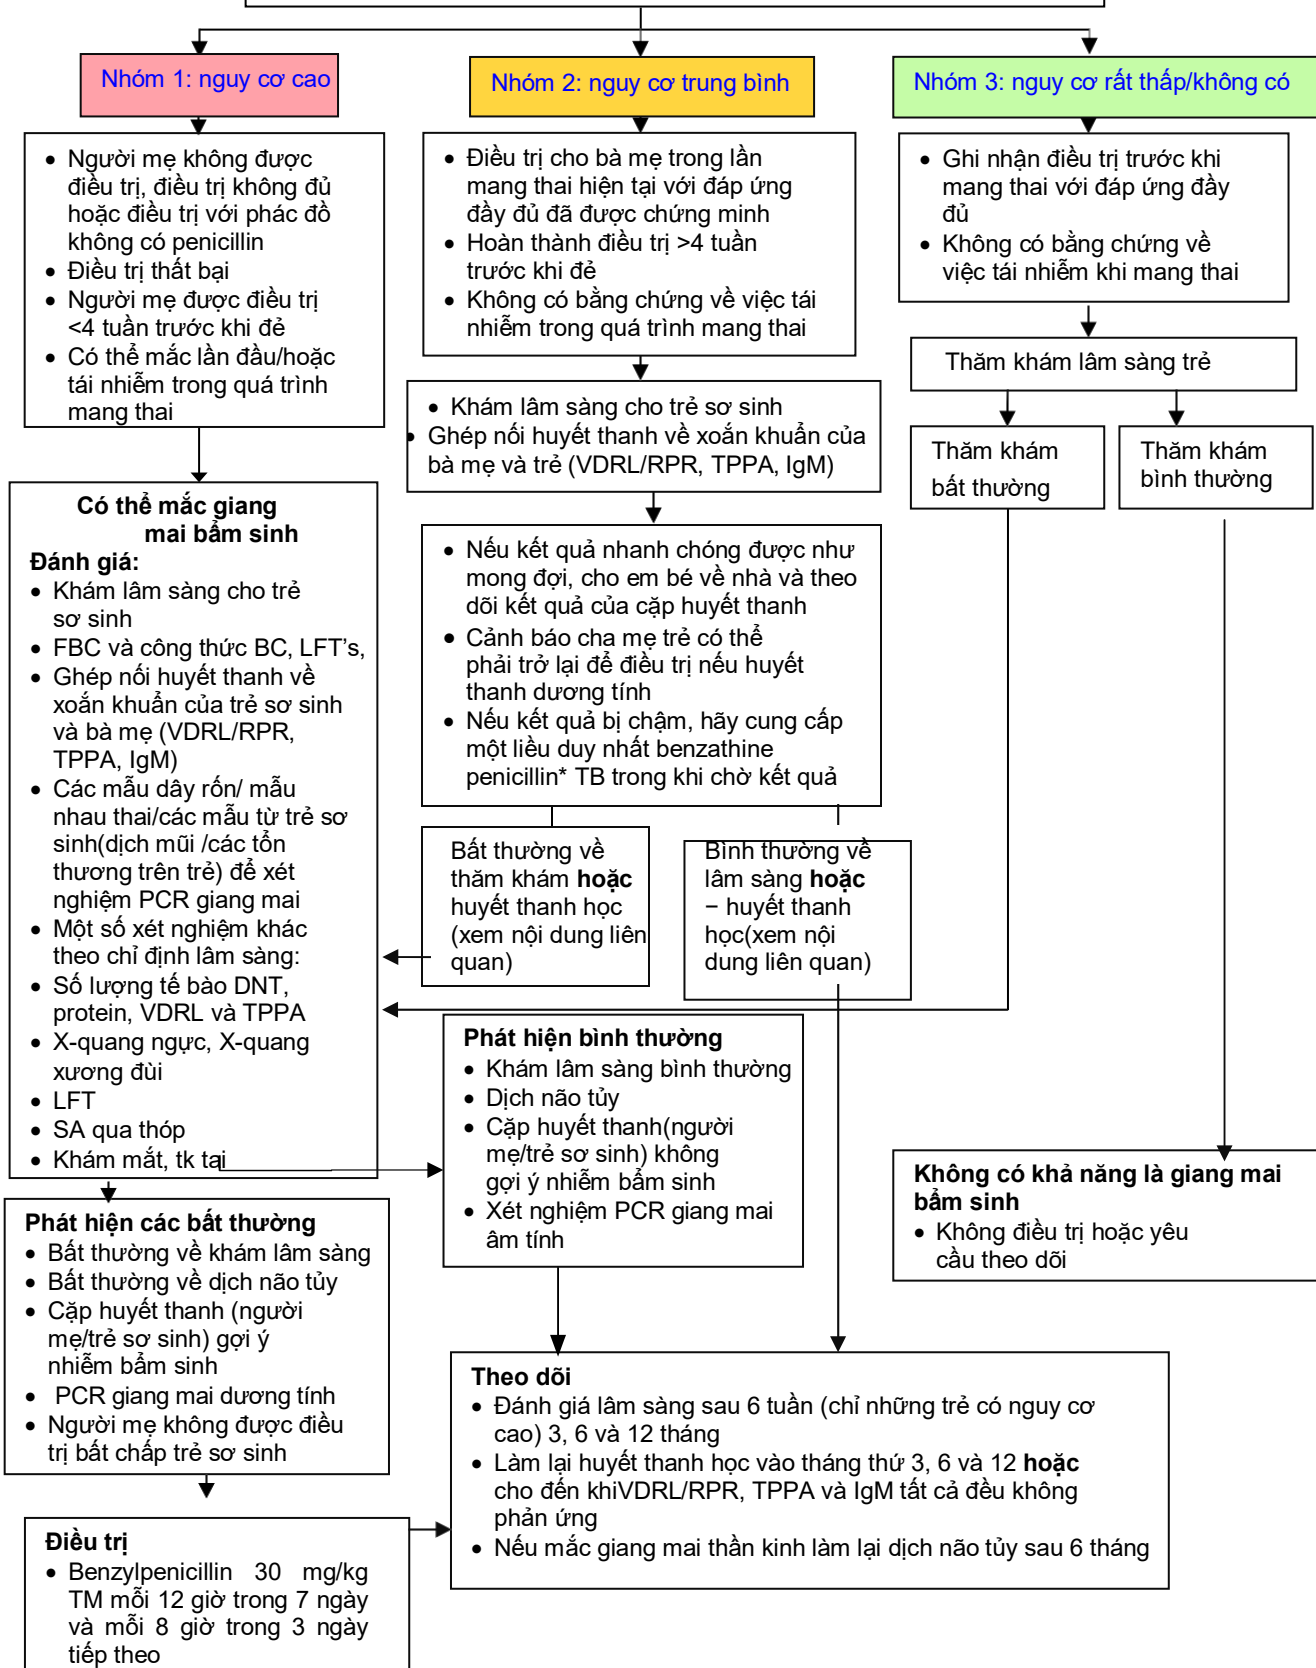 Nhóm 1: nguy cơ cao
Nhóm 2: nguy cơ trung bình
Nhóm 3: nguy cơ rất thấp/không có
• Người mẹ không được
điều trị, điều trị không đủ
hoặc điều trị với phác đồ
không có penicillin
• Điều trị thất bại
• Người mẹ được điều trị
<4 tuần trước khi đẻ
• Có thể mắc lần đầu/hoặc
tái nhiễm trong quá trình
mang thai
• Điều trị cho bà mẹ trong lần
mang thai hiện tại với đáp ứng
đầy đủ đã được chứng minh
• Hoàn thành điều trị >4 tuần
trước khi đẻ
• Không có bằng chứng về việc tái
nhiễm trong quá trình mang thai
• Ghi nhận điều trị trước khi
mang thai với đáp ứng đầy
đủ
• Không có bằng chứng về
việc tái nhiễm khi mang thai
Thăm khám lâm sàng trẻ
• Khám lâm sàng cho trẻ sơ sinh
• Ghép nối huyết thanh về xoắn khuẩn của
bà mẹ và trẻ (VDRL/RPR, TPPA, IgM)
Thăm khám
bất thường
Thăm khám
bình thường
Có thể mắc giang
mai bẩm sinh
Đánh giá:
• Khám lâm sàng cho trẻ
sơ sinh
• FBC và công thức BC, LFT’s,
• Ghép nối huyết thanh về
xoắn khuẩn của trẻ sơ sinh
và bà mẹ (VDRL/RPR,
TPPA, IgM)
• Các mẫu dây rốn/ mẫu
nhau thai/các mẫu từ trẻ sơ
sinh(dịch mũi /các tổn
thương trên trẻ) để xét
nghiệm PCR giang mai
• Một số xét nghiệm khác
theo chỉ định lâm sàng:
• Số lượng tế bào DNT,
protein, VDRL và TPPA
• X-quang ngực, X-quang
xương đùi
• LFT
• SA qua thóp
• Khám mắt, tk tai
• Nếu kết quả nhanh chóng được như
mong đợi, cho em bé về nhà và theo
dõi kết quả của cặp huyết thanh
• Cảnh báo cha mẹ trẻ có thể
phải trở lại để điều trị nếu huyết
thanh dương tính
• Nếu kết quả bị chậm, hãy cung cấp
một liều duy nhất benzathine
penicillin* TB trong khi chờ kết quả
Bất thường về
thăm khám hoặc
huyết thanh học
(xem nội dung liên
quan)
Bình thường về
lâm sàng hoặc
− huyết thanh
học(xem nội
dung liên quan)
Phát hiện bình thường
• Khám lâm sàng bình thường
• Dịch não tủy
• Cặp huyết thanh(người
mẹ/trẻ sơ sinh) không
gợi ý nhiễm bẩm sinh
• Xét nghiệm PCR giang mai
âm tính
Không có khả năng là giang mai
bẩm sinh
• Không điều trị hoặc yêu
cầu theo dõi
Phát hiện các bất thường
• Bất thường về khám lâm sàng
• Bất thường về dịch não tủy
• Cặp huyết thanh (người
mẹ/trẻ sơ sinh) gợi ý
nhiễm bẩm sinh
• PCR giang mai dương tính
• Người mẹ không được điều
trị bất chấp trẻ sơ sinh
Theo dõi
• Đánh giá lâm sàng sau 6 tuần (chỉ những trẻ có nguy cơ
cao) 3, 6 và 12 tháng
• Làm lại huyết thanh học vào tháng thứ 3, 6 và 12 hoặc
cho đến khiVDRL/RPR, TPPA và IgM tất cả đều không
phản ứng
• Nếu mắc giang mai thần kinh làm lại dịch não tủy sau 6 tháng
Điều trị
• Benzylpenicillin 30 mg/kg
TM mỗi 12 giờ trong 7 ngày
và mỗi 8 giờ trong 3 ngày
tiếp theo